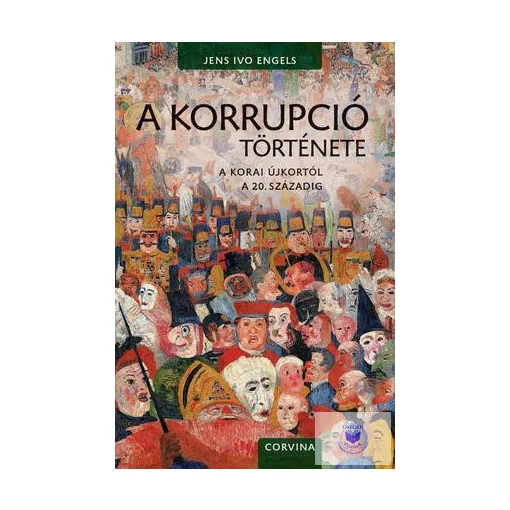 JENS IVO ENGELS
A KORRUPCIÓ
TÖRTÉNETE
A KORAI ÚJKORTÓL
A 20. SZÁZADIG
CORVINA